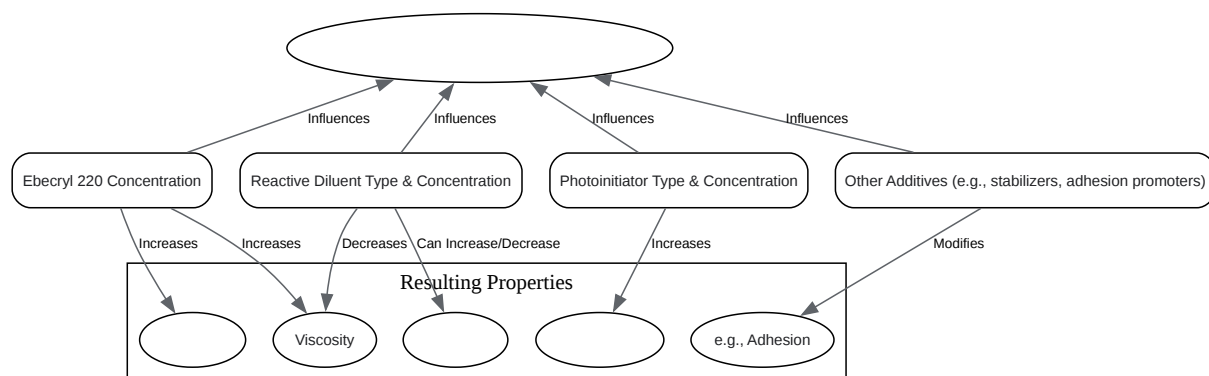 Influences
Influences
Influences
Influences
Ebecryl 220 Concentration
Reactive Diluent Type & Concentration
Photoinitiator Type & Concentration
Other Additives (e.g., stabilizers, adhesion promoters)
Increases
Increases
Decreases
Can Increase/Decrease
Increases
Modifies
Resulting Properties
Viscosity
e.g., Adhesion